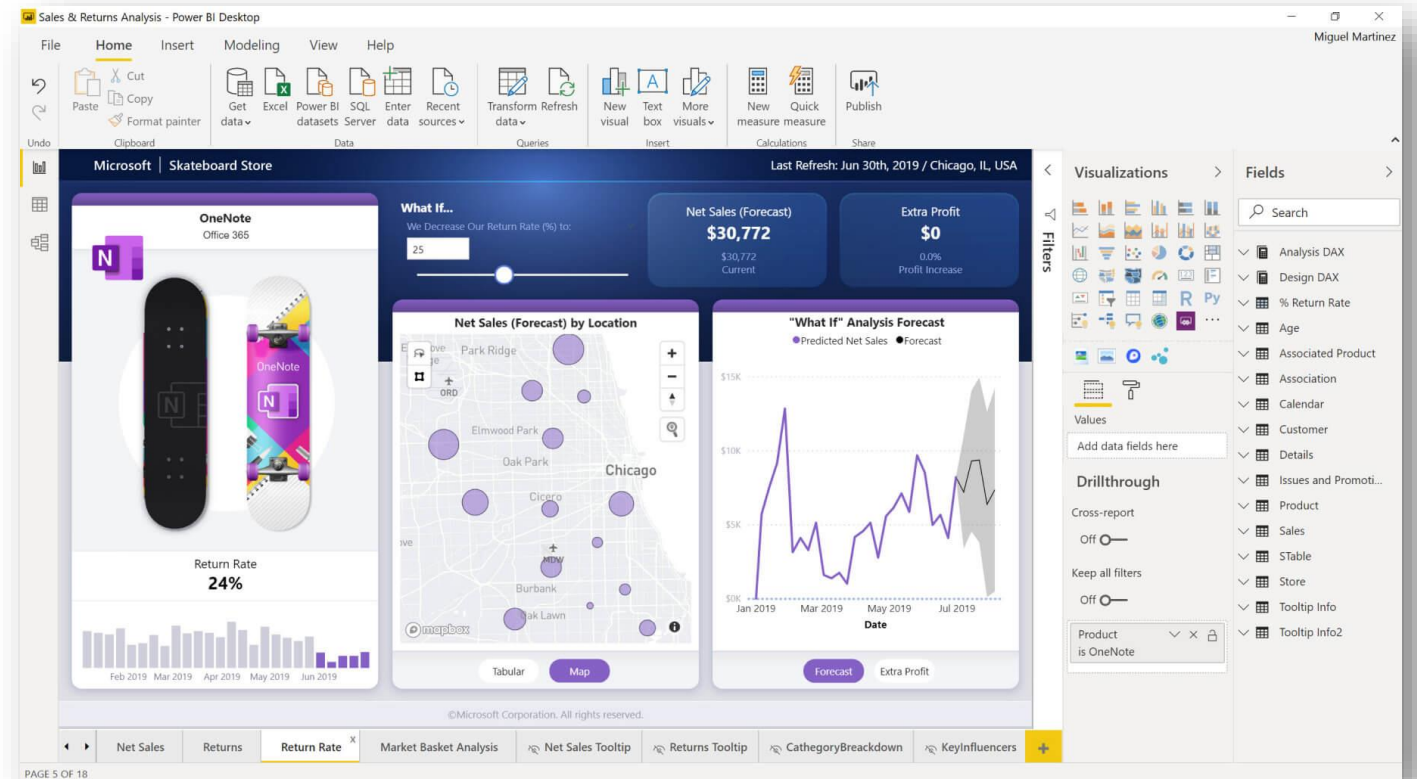 Sales & Returns Analysis - Power BI Desktop
Miguel Martinez
File Home Insert Modeling View Help
Cut
Copy
Format painter
Paste
Get data
Excel
Power BI datasets
SQL Server
Enter data
Recent sources
Transform data
Refresh
New visual
Text box
More visuals
New measure
Quick measure
Publish
Undo
Clipboard
Data
Queries
Insert
Calculations
Share
Microsoft | Skateboard Store
Last Refresh: Jun 30th, 2019 / Chicago, IL, USA
OneNote
Office 365
N
OneNote
N
N
Return Rate
24%
Feb 2019 Mar 2019 Apr 2019 May 2019 Jun 2019
What If...
We Decrease Our Return Rate (%) to:
25
Net Sales (Forecast)
$30,772
$30,772
Current
Extra Profit
$0
0.0%
Profit Increase
Net Sales (Forecast) by Location
Park Ridge
ORD
Elmwood Park
Oak Park
Chicago
Cicero
MDW
Burbank
Oak Lawn
mapbox
Tabular
Map
"What If" Analysis Forecast
Predicted Net Sales Forecast
$15K
$10K
$5K
$0K
Jan 2019 Mar 2019 May 2019 Jul 2019
Date
Forecast
Extra Profit
©Microsoft Corporation. All rights reserved.
Filters
Visualizations
R Py
Values
Add data fields here
Drillthrough
Cross-report
Off
Keep all filters
Off
Product
is OneNote
Fields
Search
Analysis DAX
Design DAX
% Return Rate
Age
Associated Product
Association
Calendar
Customer
Details
Issues and Promoti...
Product
Sales
STable
Store
Tooltip Info
Tooltip Info2
Net Sales
Returns
Return Rate
Market Basket Analysis
Net Sales Tooltip
Returns Tooltip
CathegoryBreackdown
KeyInfluencers
PAGE 5 OF 18